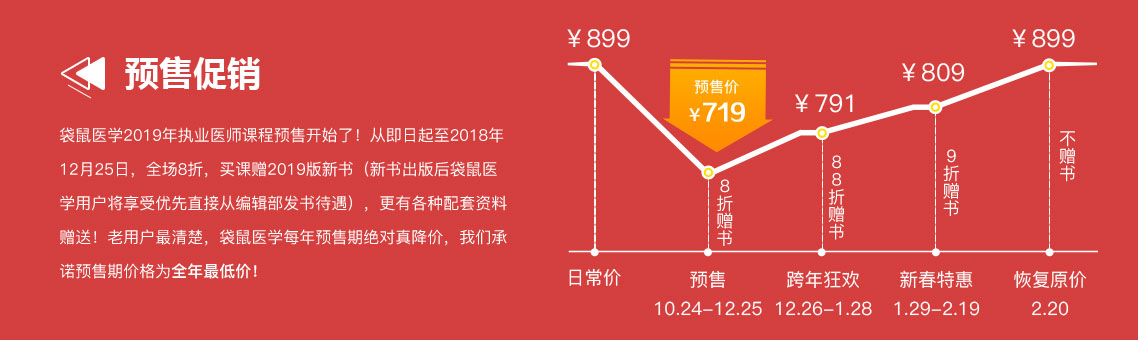 预售促销
袋鼠医学2019年执业医师课程预售开始了！从即日起至2018年
12月25日，全场8折，买课赠2019版新书（新书出版后袋鼠医
学用户将享受优先直接从编辑部发书待遇），更有各种配套资料
赠送！老用户最清楚，袋鼠医学每年预售期绝对真降价，我们承
诺预售期价格为全年最低价！
￥899
预售价
￥719
￥791
￥809
￥899
8折赠书
88折赠书
9折赠书
不赠书
日常价
预售
10.24-12.25
跨年狂欢
12.26-1.28
新春特惠
1.29-2.19
恢复原价
2.20